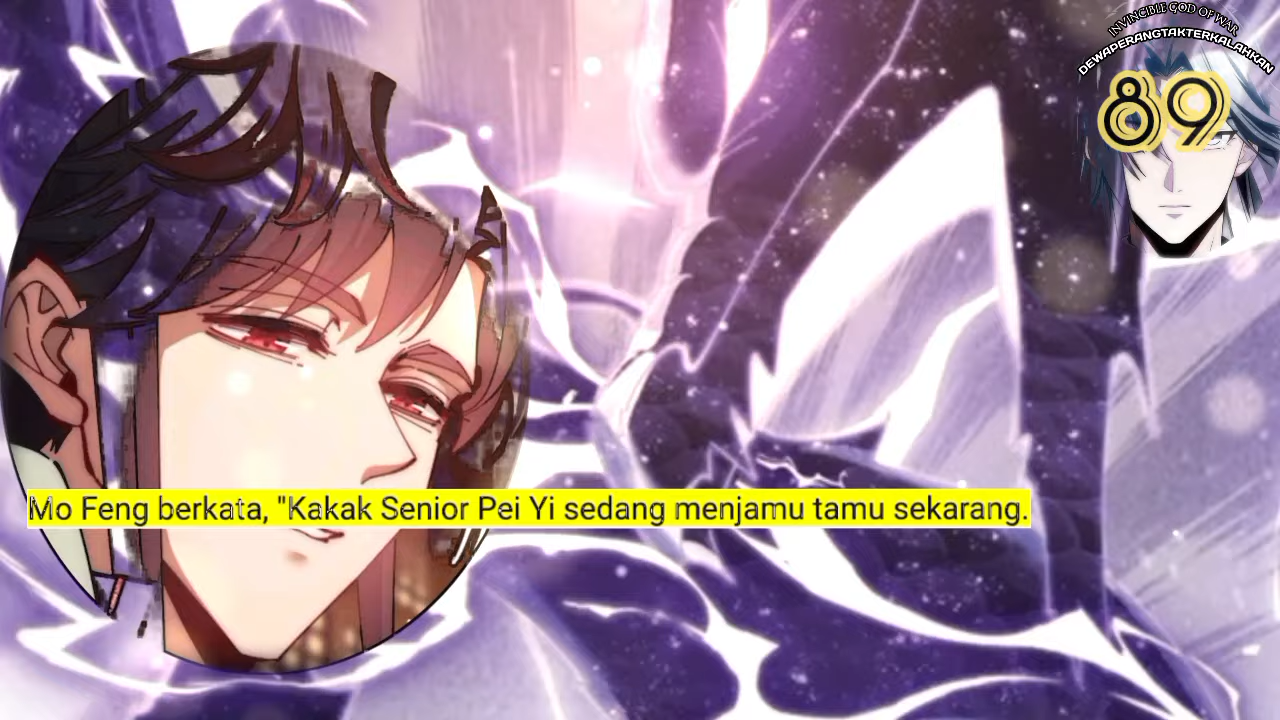 INVINCIBLE GOD OF WAR
DEWAPERANGTAKTERKALAHKAN
89
Mo Feng berkata, "Kakak Senior Pei Yi sedang menjamu tamu sekarang.